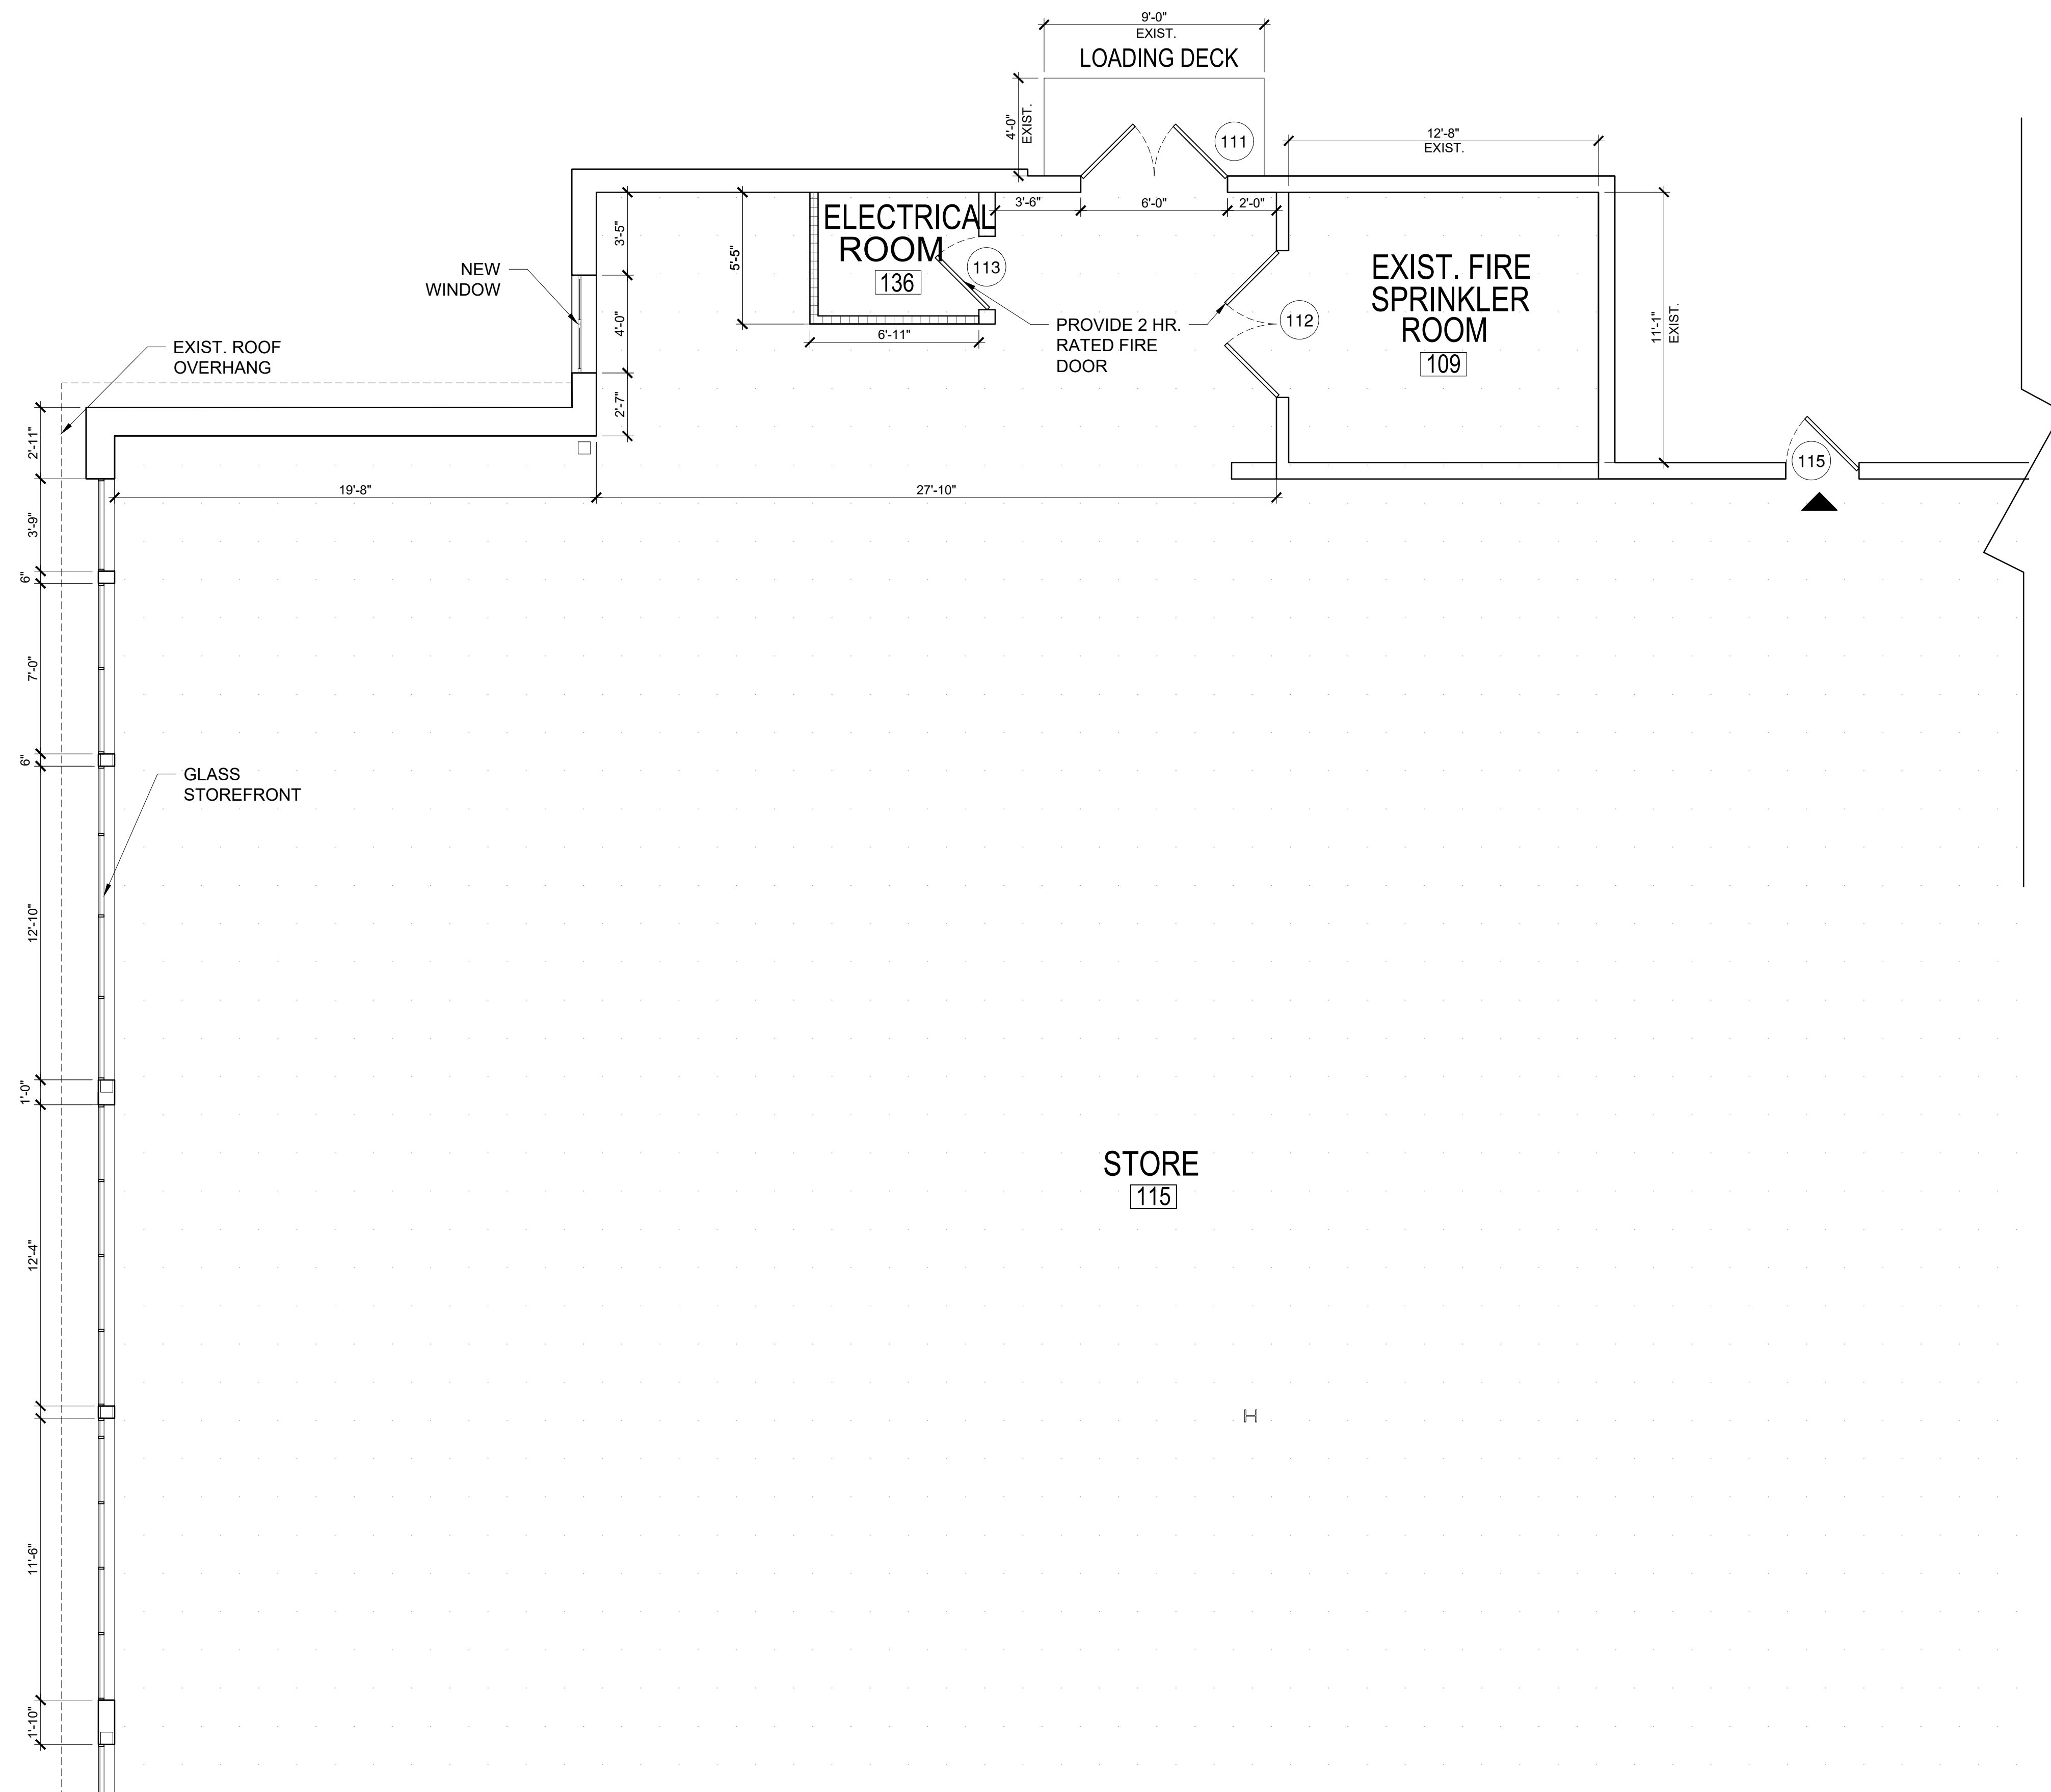 9'-0"
EXIST.
LOADING DECK
4'-0"
EXIST.
111
12'-8"
EXIST.
3'-6"
6'-0"
2'-0"
ELECTRICAL
ROOM
136
113
3'-5"
5'-5"
NEW
WINDOW
4'-0"
6'-11"
PROVIDE 2 HR.
RATED FIRE
DOOR
112
EXIST. FIRE
SPRINKLER
ROOM
109
11'-1"
EXIST.
EXIST. ROOF
OVERHANG
2'-7"
2'-11"
115
19'-8"
27'-10"
3'-9"
6"
7'-0"
6"
GLASS
STOREFRONT
12'-10"
1'-0"
STORE
115
12'-4"
11'-6"
1'-10"